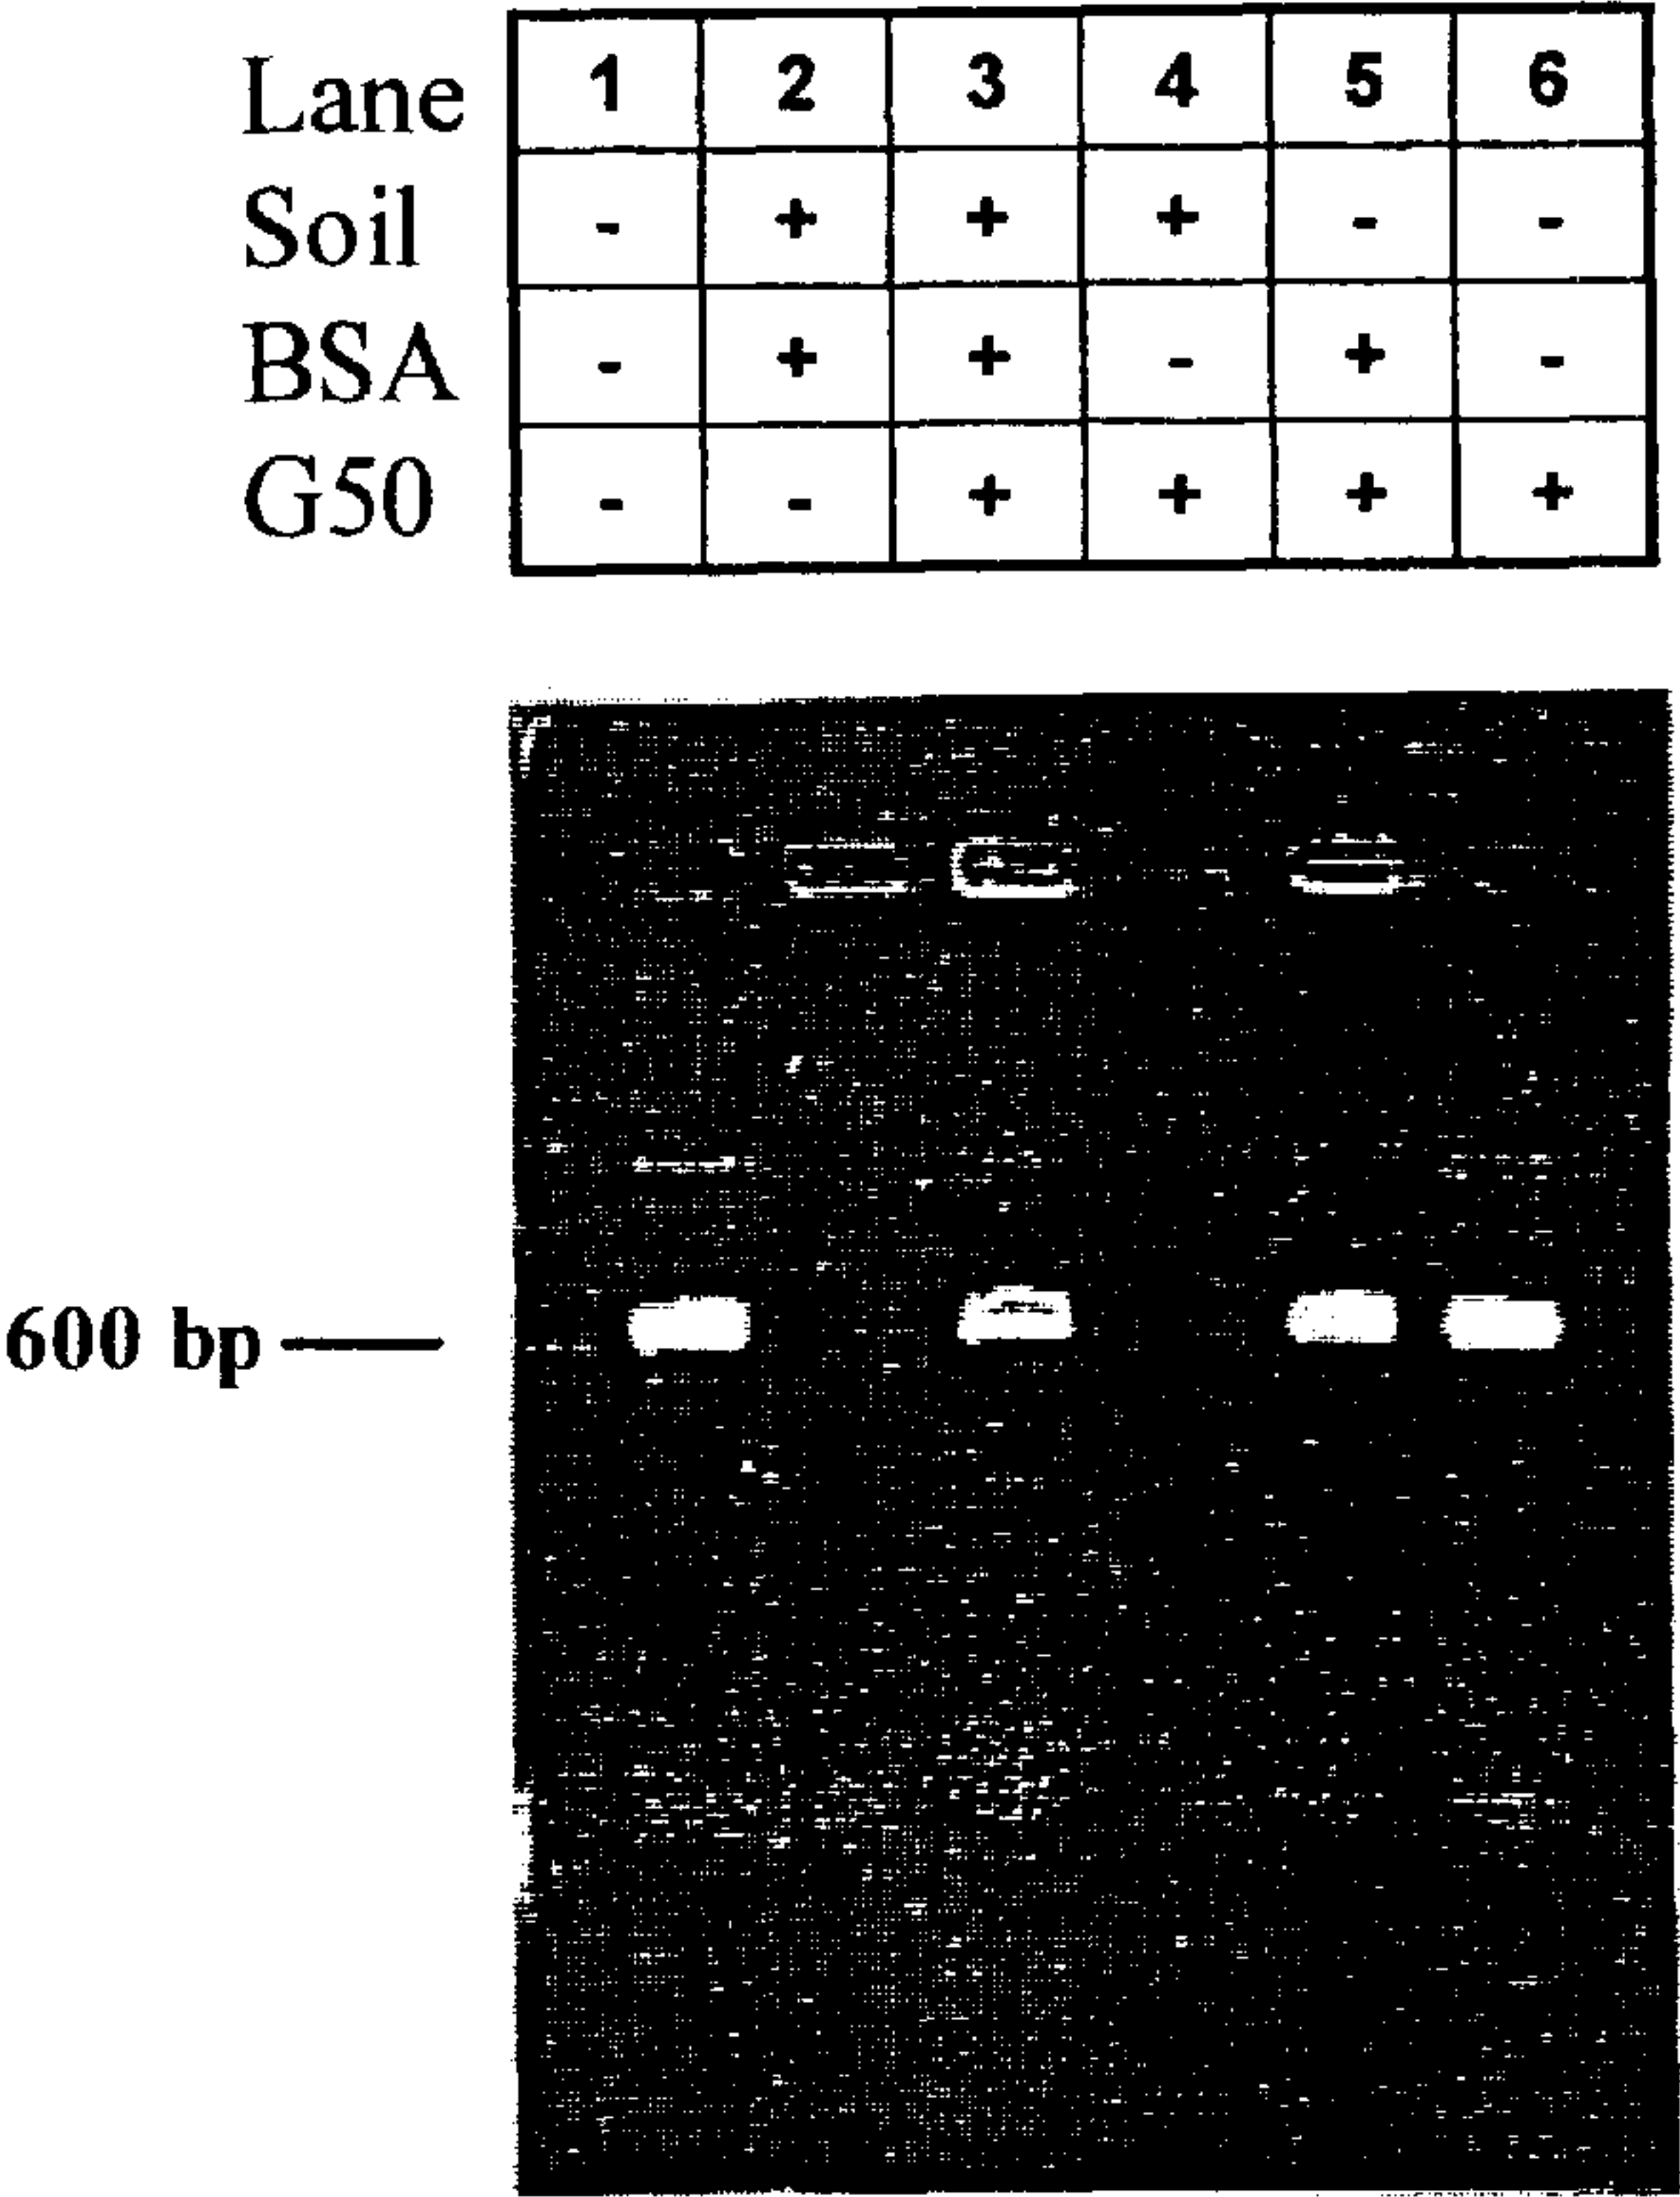 Lane 1 2 3 4 5 6
Soil - + + + - -
BSA - + + - + -
G50 - - + + + +
600 bp